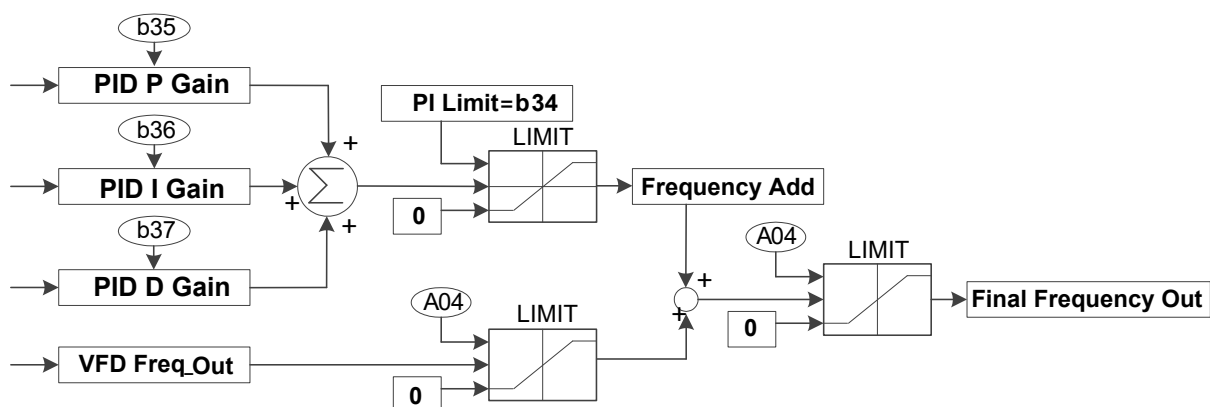 b35
PID P Gain
b36
PID I Gain
b37
PID D Gain
+
+
+
Σ
PI Limit=b34
LIMIT
0
Frequency Add
A04
LIMIT
0
VFD Freq_Out
+
+
A04
LIMIT
0
Final Frequency Out